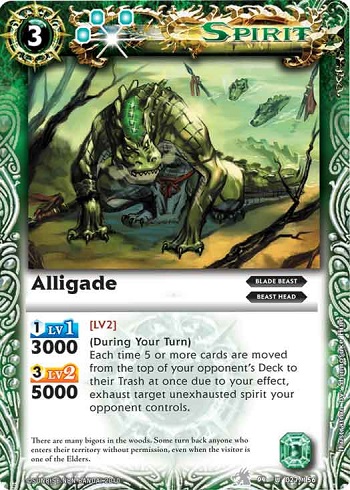 3
SPIRIT
Alligade
BLADE BEAST
BEAST HEAD
1 LV1
3000
3 LV2
5000
[LV2]
(During Your Turn)
Each time 5 or more cards are moved
from the top of your opponent's Deck to
their Trash at once due to your effect,
exhaust target unexhausted spirit your
opponent controls.
There are many bigots in the woods. Some turn back anyone who
enters their territory without permission, even when the visitor is
one of the Elders.